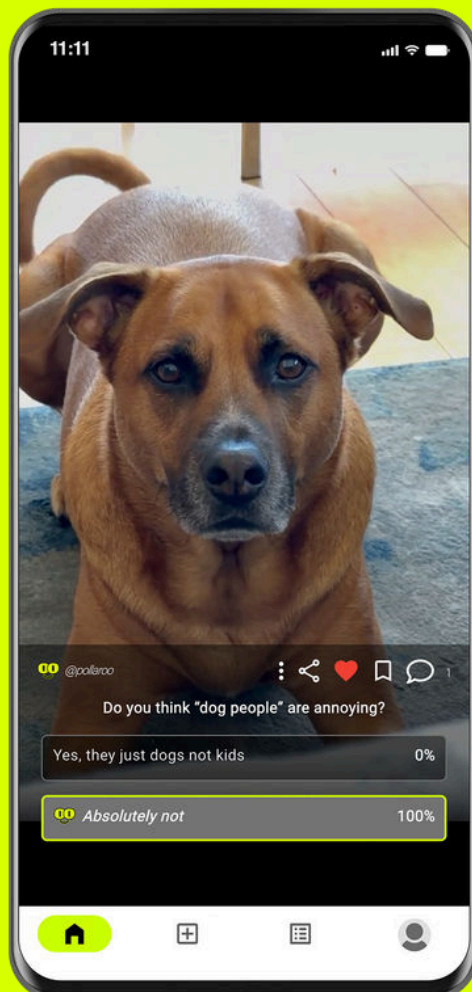 11:11
@pollaroo
1
Do you think “dog people” are annoying?
Yes, they just dogs not kids 0%
Absolutely not 100%